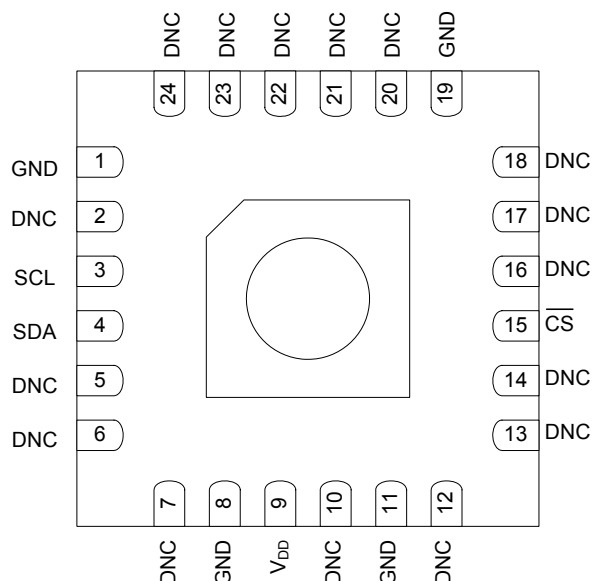 DNC DNC DNC DNC DNC GND
24 23 22 21 20 19
GND 1
DNC 2
SCL 3
SDA 4
DNC 5
DNC 6
18 DNC
17 DNC
16 DNC
15 C̅S̅
14 DNC
13 DNC
7 8 9 10 11 12
DNC GND VDD DNC GND DNC